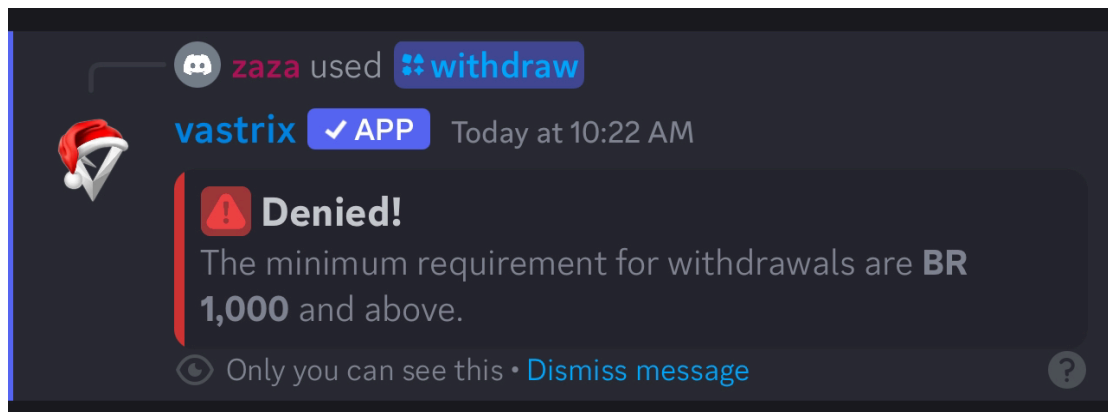 zaza used withdraw
vastrix ✓ APP Today at 10:22 AM
Denied!
The minimum requirement for withdrawals are BR
1,000 and above.
Only you can see this • Dismiss message
?